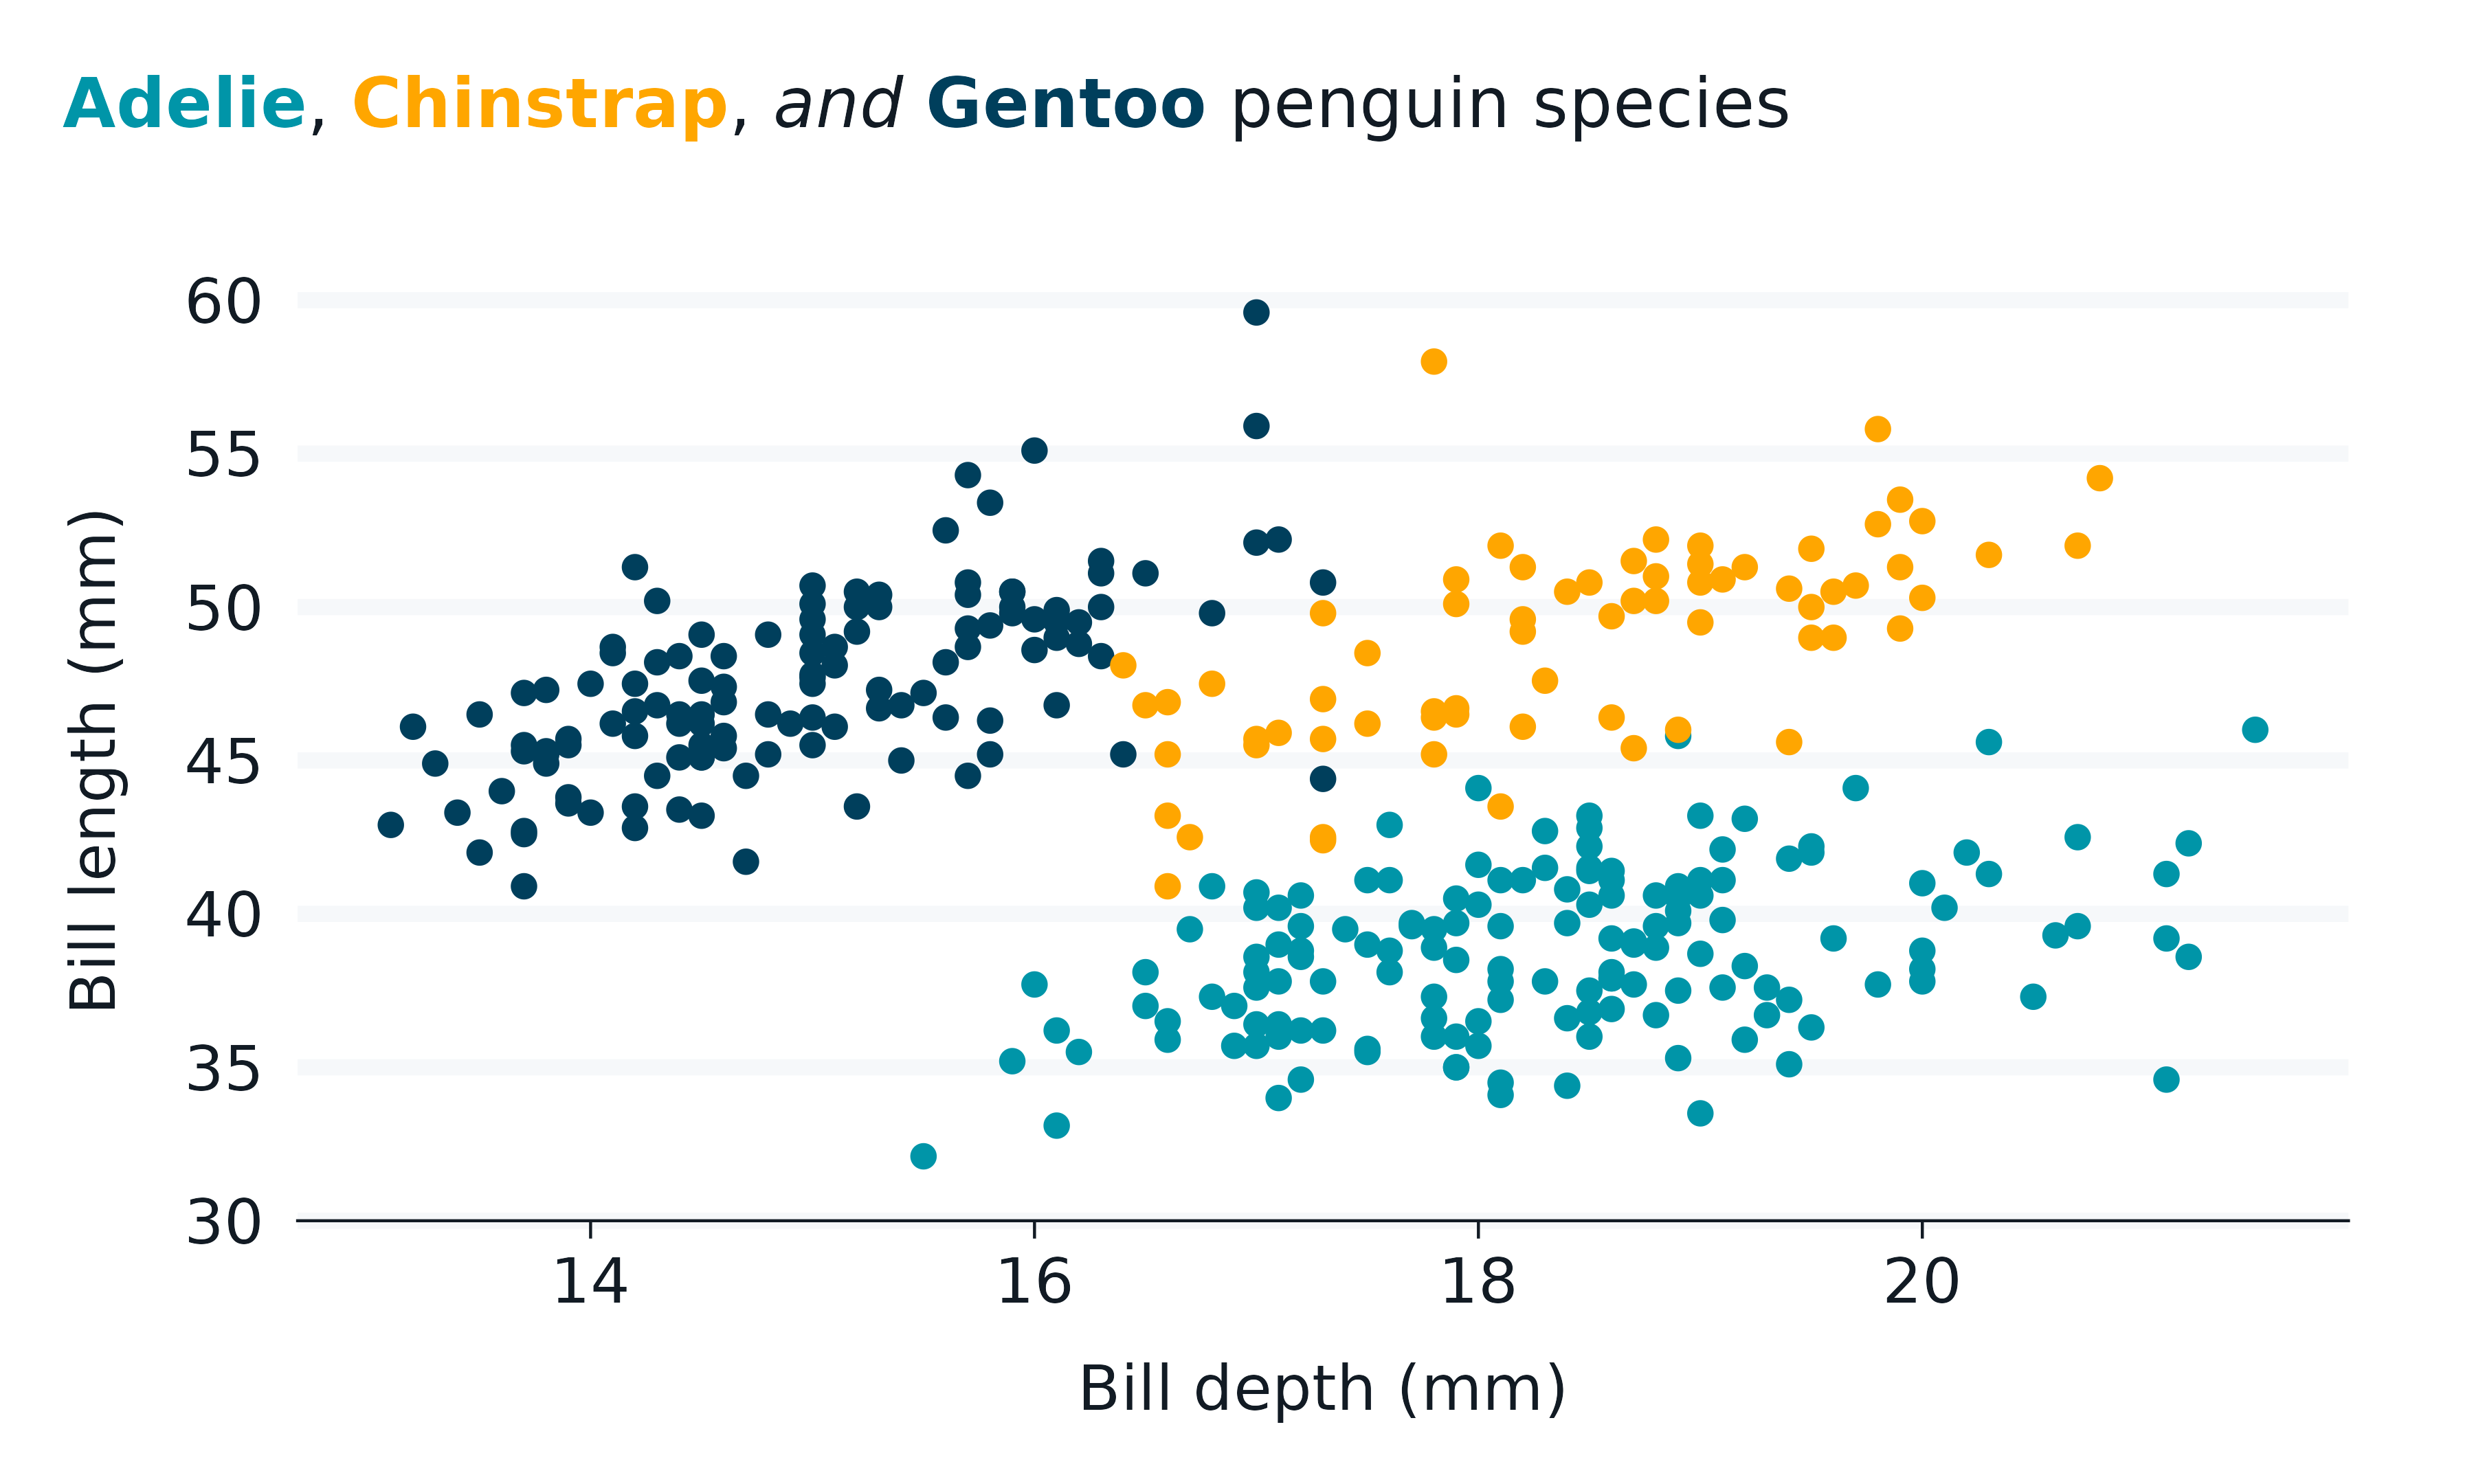 Adelie, Chinstrap, and Gentoo penguin species
60
55
50
45
40
35
30
Bill length (mm)
14 16 18 20
Bill depth (mm)